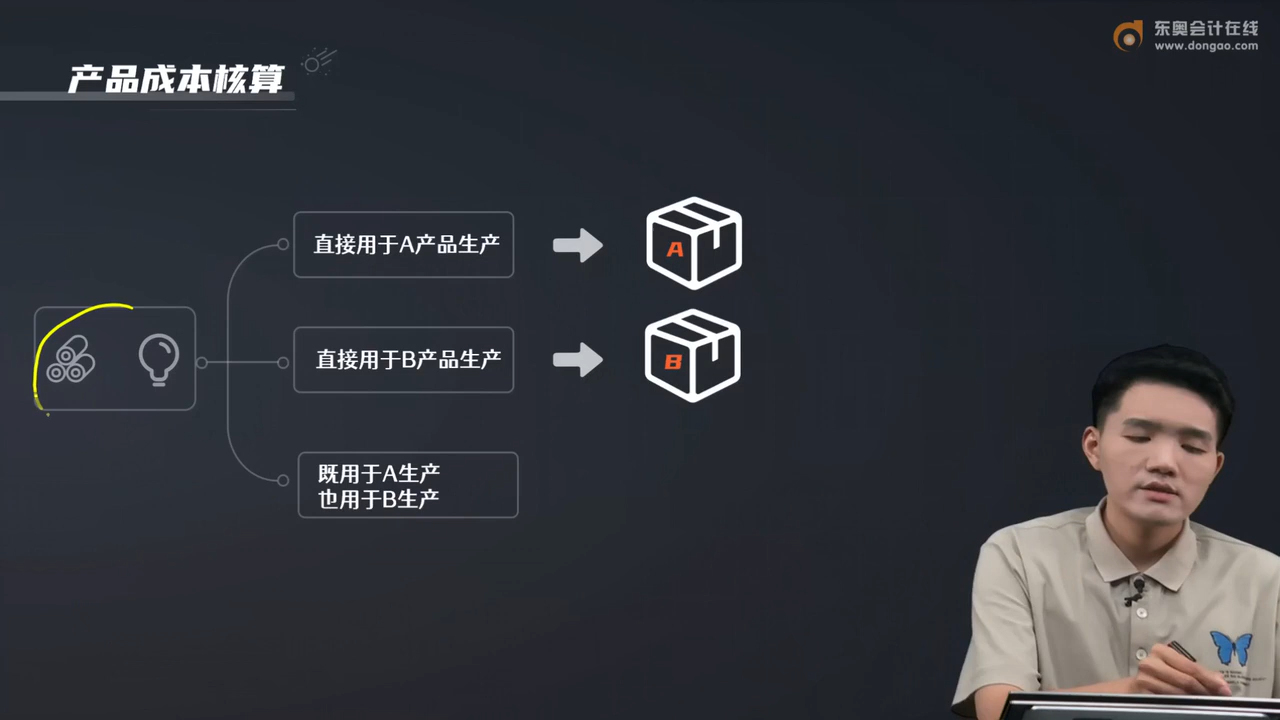 东奥会计在线
www.dongao.com
产品成本核算
直接用于A产品生产
A
直接用于B产品生产
B
既用于A生产
也用于B生产